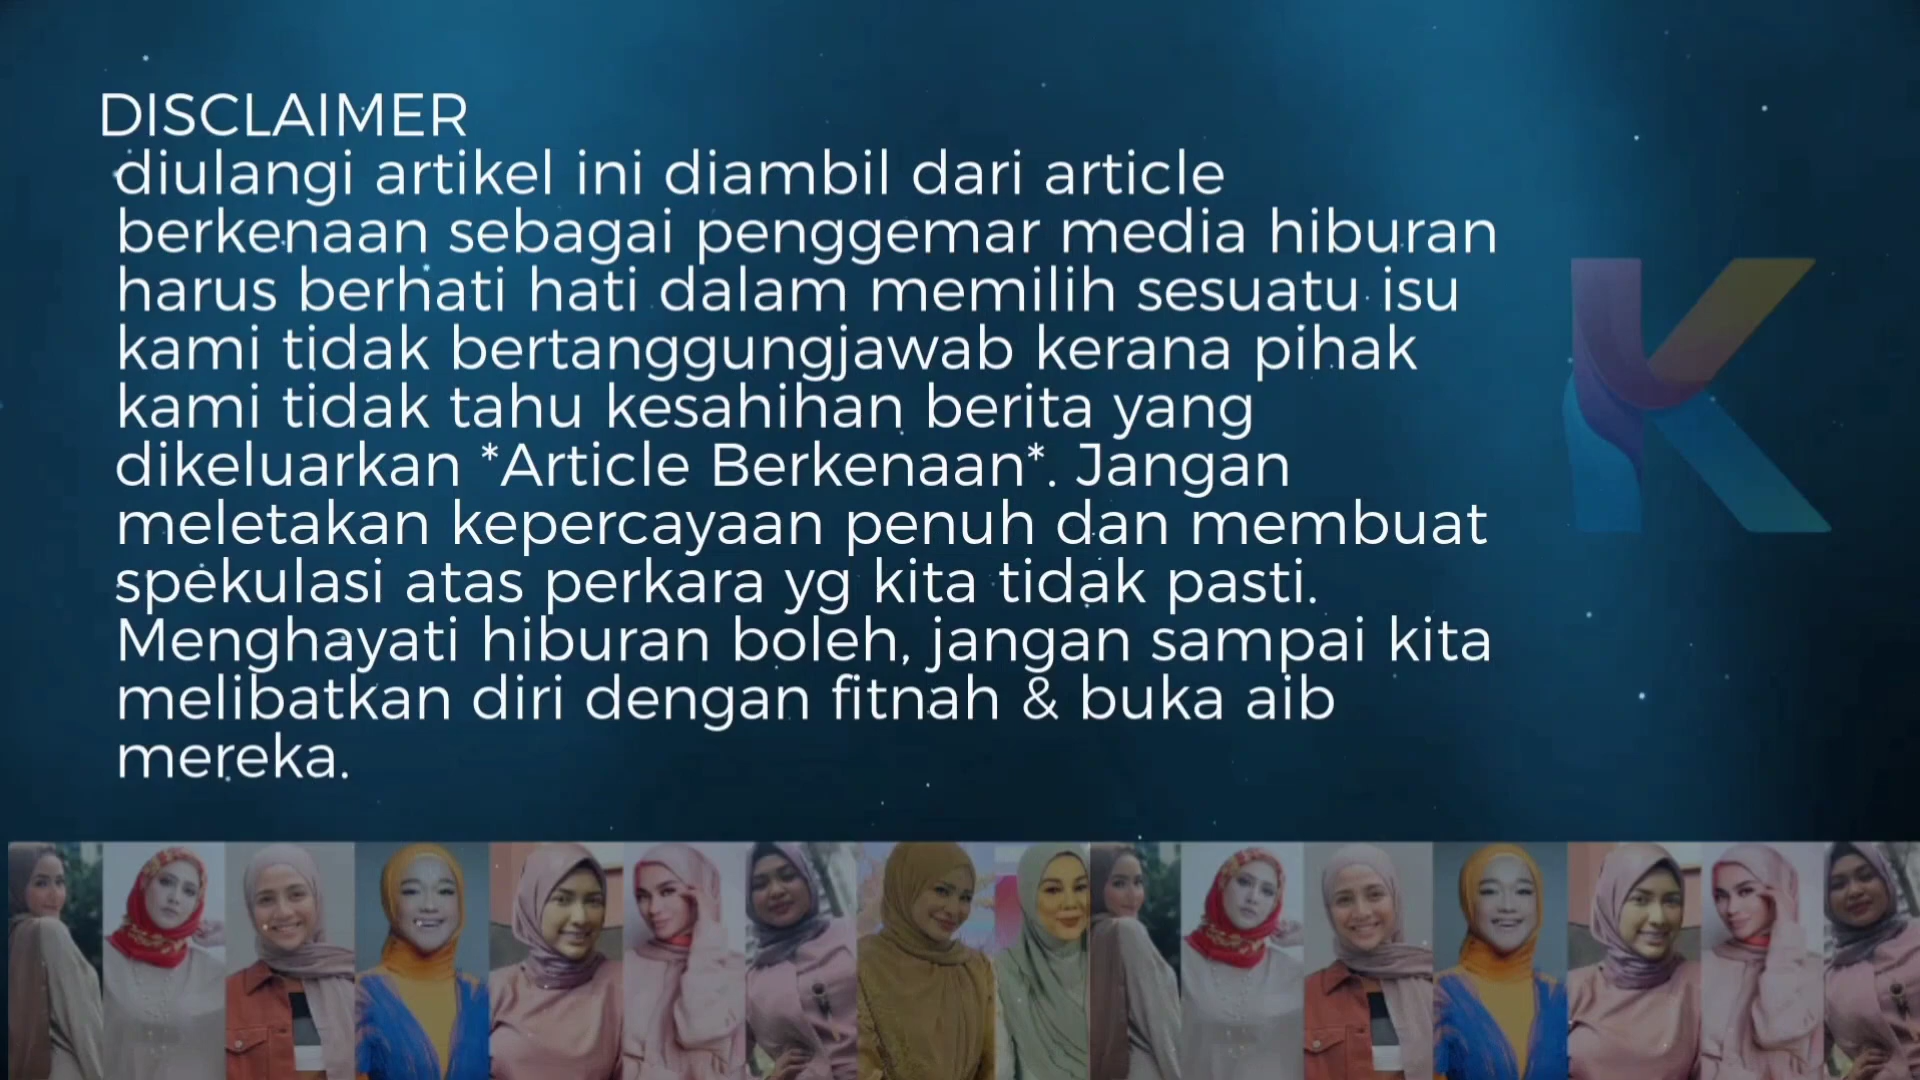 DISCLAIMER
diulangi artikel ini diambil dari article
berkenaan sebagai penggemar media hiburan
harus berhati hati dalam memilih sesuatu isu
kami tidak bertanggungjawab kerana pihak
kami tidak tahu kesahihan berita yang
dikeluarkan *Article Berkenaan*. Jangan
meletakan kepercayaan penuh dan membuat
spekulasi atas perkara yg kita tidak pasti.
Menghayati hiburan boleh, jangan sampai kita
melibatkan diri dengan fitnah & buka aib
mereka.
K